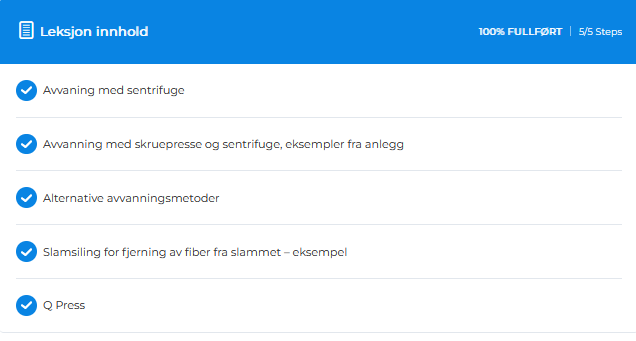 Leksjon innhold
100% FULLFØRT | 5/5 Steps
Avvaning med sentrifuge
Avvanning med skruepresse og sentrifuge, eksempler fra anlegg
Alternative avvanningsmetoder
Slamsiling for fjerning av fiber fra slammet – eksempel
Q Press